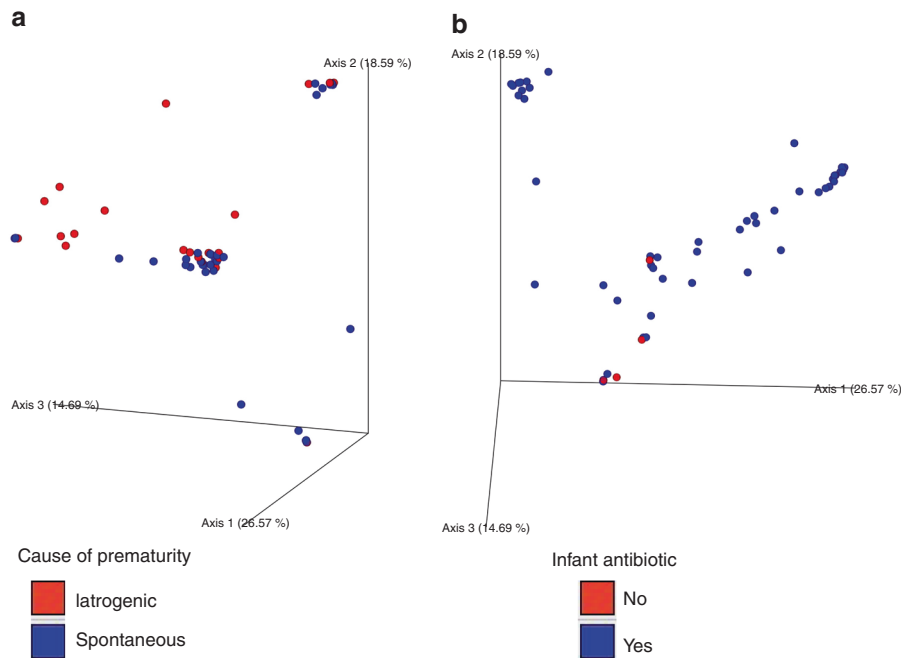 a
Axis 2 (18.59 %)
Axis 3 (14.69 %)
Axis 1 (26.57 %)
Cause of prematurity
Iatrogenic
Spontaneous
b
Axis 2 (18.59 %)
Axis 1 (26.57 %)
Axis 3 (14.69 %)
Infant antibiotic
No
Yes